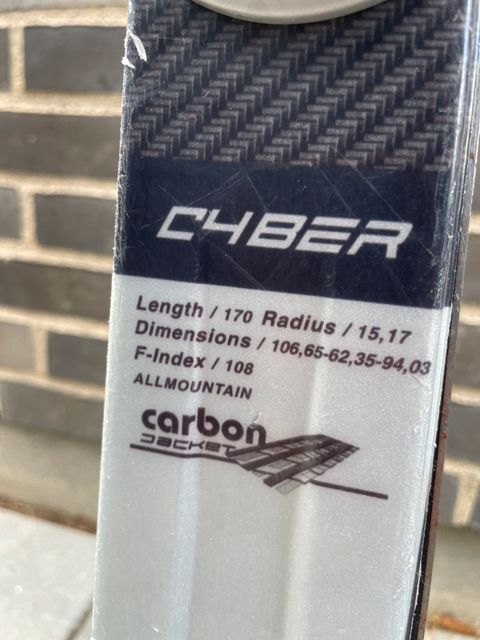 CYBER
Length / 170 Radius / 15,17
Dimensions / 106,65-62,35-94,03
F-Index / 108
ALLMOUNTAIN
carbon
JACKET